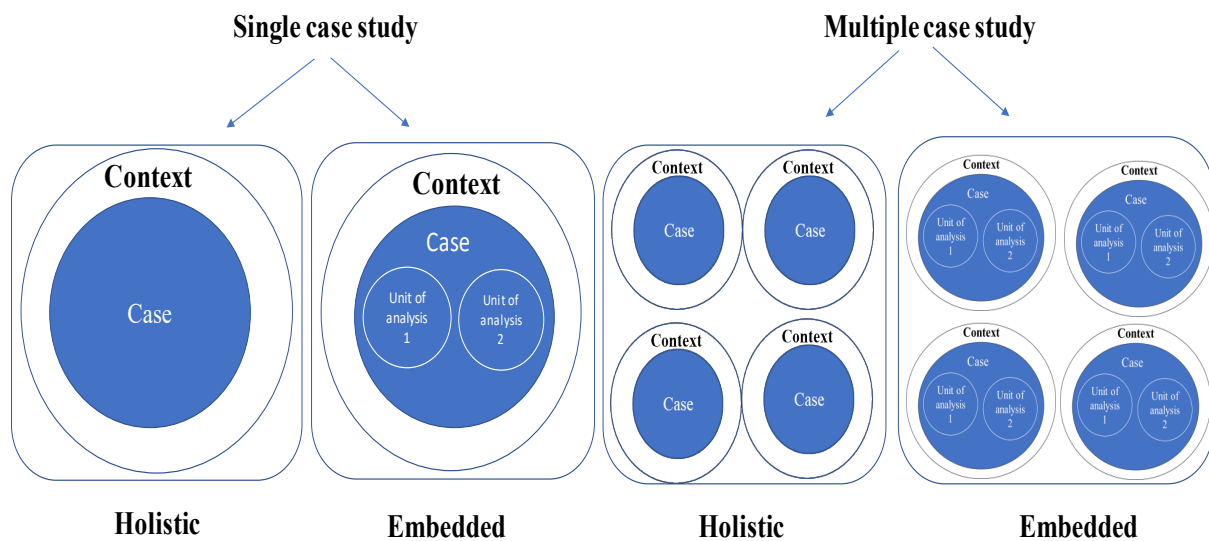 Single case study
Multiple case study
Context
Case
Context
Case
Unit of
analysis
1
Unit of
analysis
2
Context
Case
Context
Case
Context
Case
Context
Case
Context
Case
Unit of
analysis
1
Unit of
analysis
2
Context
Case
Unit of
analysis
1
Unit of
analysis
2
Context
Case
Unit of
analysis
1
Unit of
analysis
2
Context
Case
Unit of
analysis
1
Unit of
analysis
2
Holistic
Embedded
Holistic
Embedded